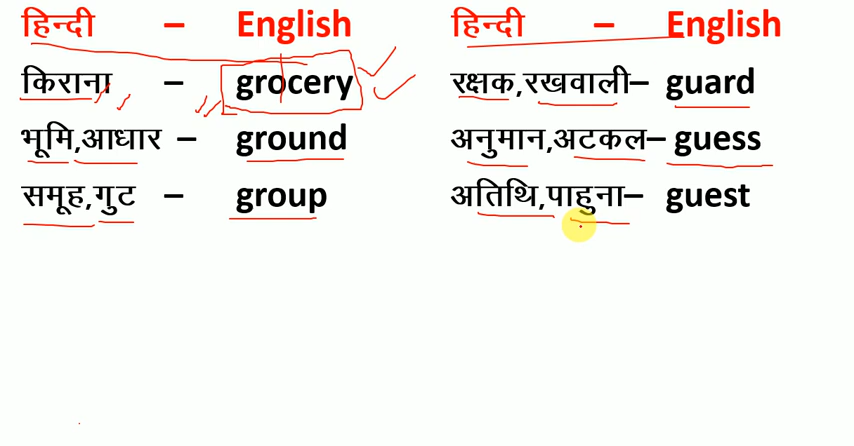 हिन्दी – English
किराना – grocery
भूमि,आधार – ground
समूह,गुट – group
हिन्दी – English
रक्षक,रखवाली– guard
अनुमान,अटकल– guess
अतिथि,पाहुना– guest